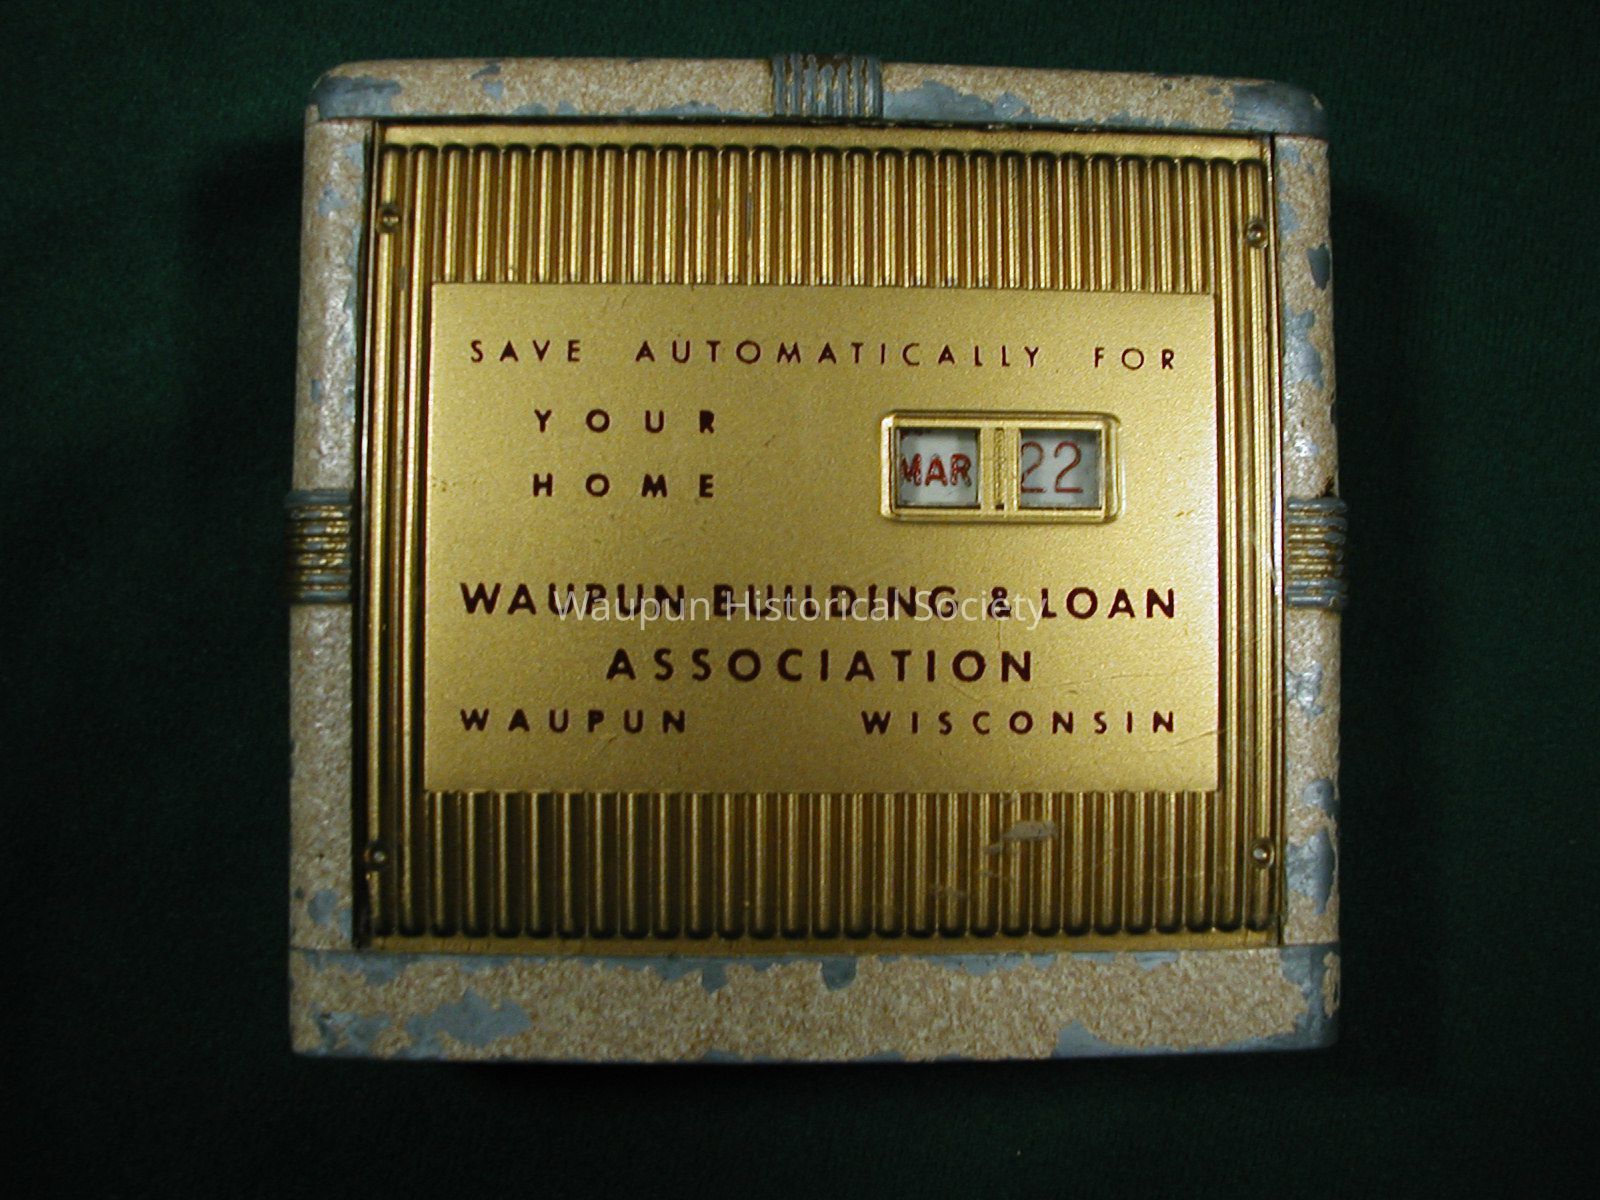 SAVE AUTOMATICALLY FOR
YOUR
HOME
MAR 22
WAUPUN BUILDING & LOAN
Waupun Historical Society
ASSOCIATION
WAUPUN WISCONSIN